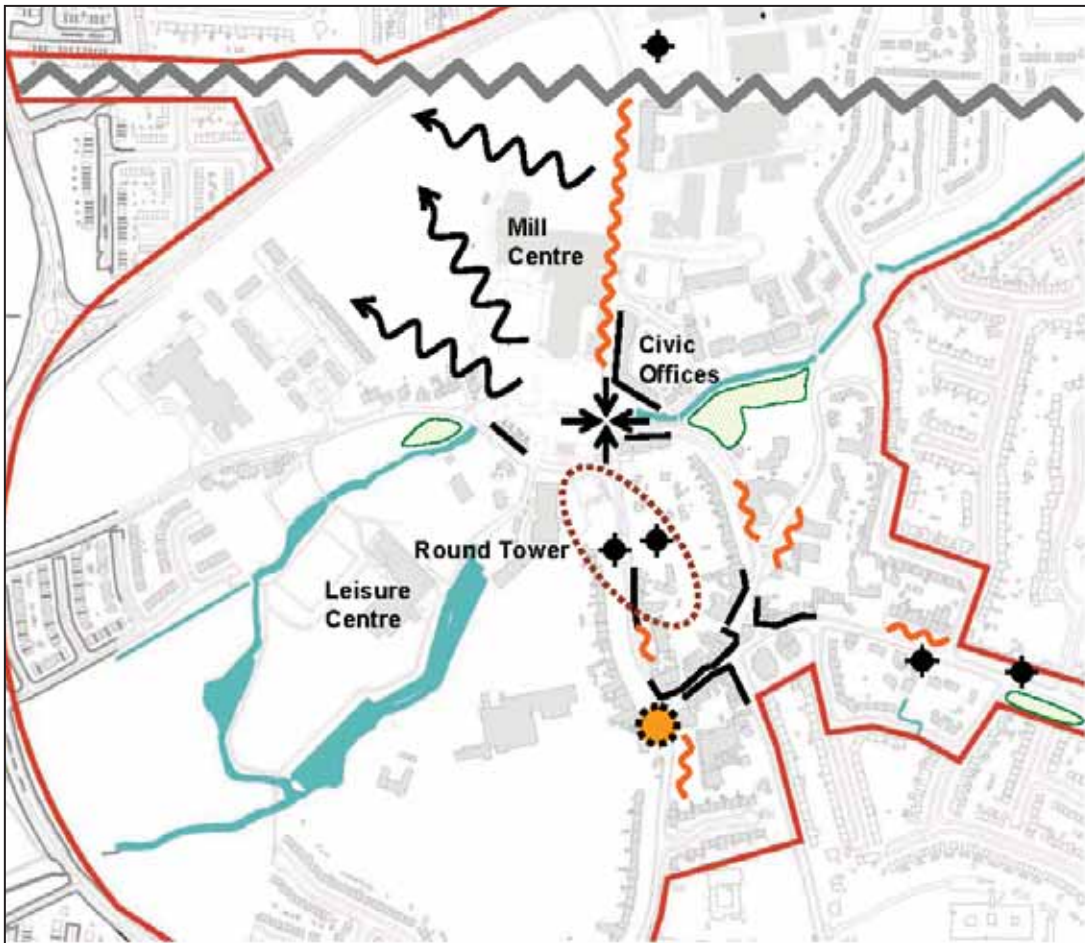 Mill
Centre
Civic
Offices
Round Tower
Leisure
Centre